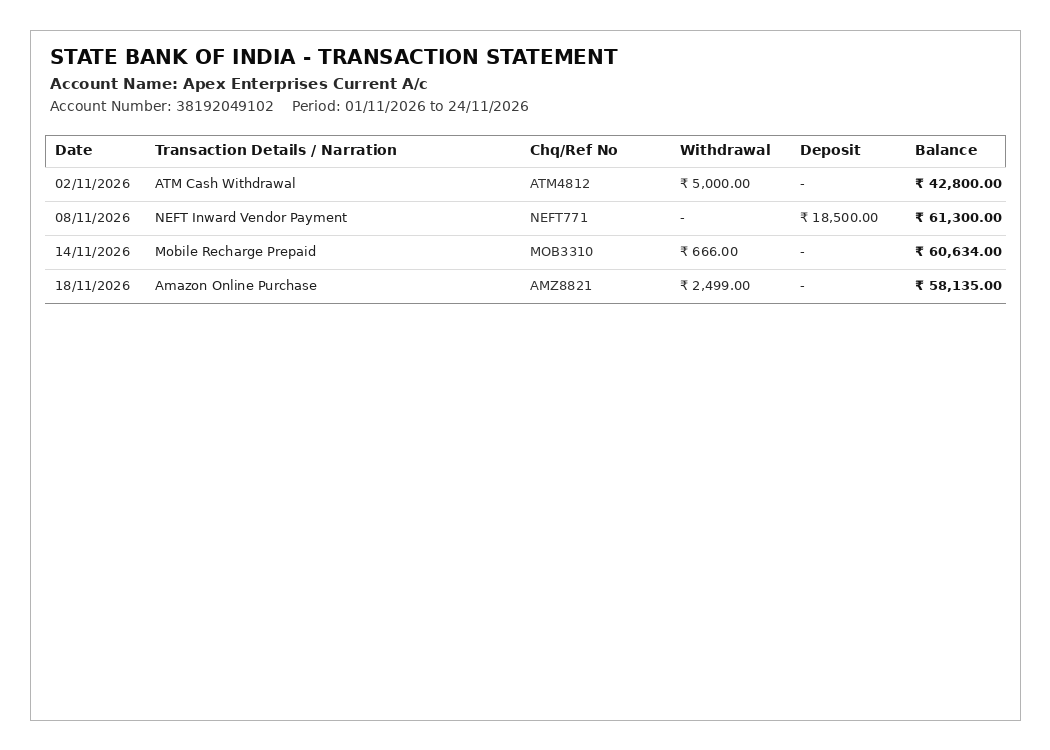 STATE BANK OF INDIA - TRANSACTION STATEMENT
Account Name: Apex Enterprises Current A/c
Account Number: 38192049102 Period: 01/11/2026 to 24/11/2026
Date Transaction Details / Narration Chq/Ref No Withdrawal Deposit Balance
02/11/2026 ATM Cash Withdrawal ATM4812 ₹ 5,000.00 - ₹ 42,800.00
08/11/2026 NEFT Inward Vendor Payment NEFT771 - ₹ 18,500.00 ₹ 61,300.00
14/11/2026 Mobile Recharge Prepaid MOB3310 ₹ 666.00 - ₹ 60,634.00
18/11/2026 Amazon Online Purchase AMZ8821 ₹ 2,499.00 - ₹ 58,135.00